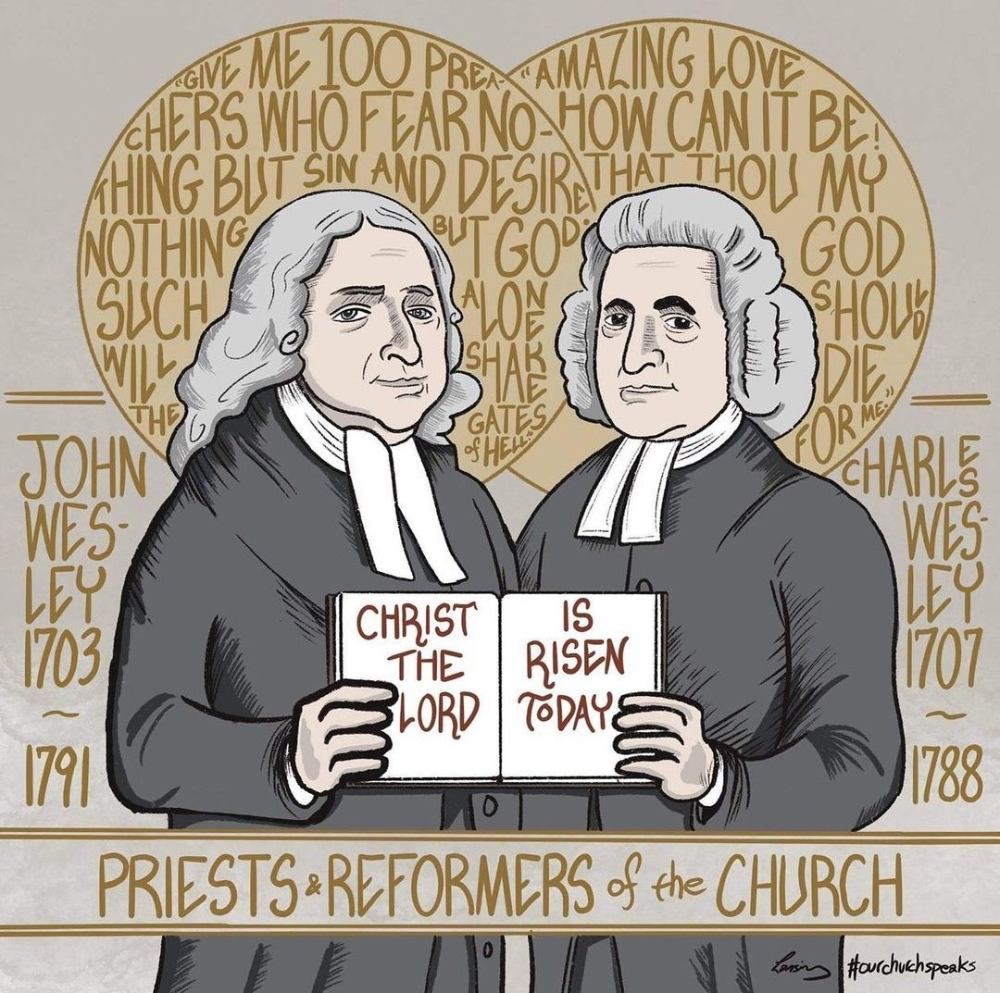 "GIVE ME 100 PREA-
CHERS WHO FEAR NO-
THING BUT SIN AND DESIRE
NOTHING BUT GOD
SUCH ALONE
WILL SHAKE
THE GATES
of HELL."
"AMAZING LOVE
HOW CAN IT BE!
THAT THOU MY
GOD
SHOULD
DIE
FOR ME."
JOHN
WES-
LEY
1703
~
1791
CHARLES
WES-
LEY
1707
~
1788
CHRIST
THE
LORD
IS
RISEN
TODAY
PRIESTS & REFORMERS of the CHURCH
#ourchurchspeaks